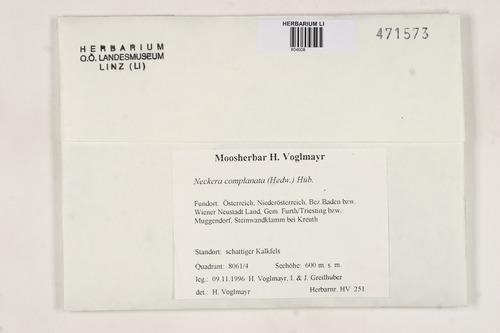 HERBARIUM LI
471573
HERBARIUM
O.Ö. LANDESMUSEUM
LINZ (LI)
Moosherbar H. Voglmayr
Neckera complanata (Hedw.) Hüb.
Fundort: Österreich, Niederösterreich, Bez.Baden bzw.
Wiener Neustadt Land, Gem. Furth/Triesting bzw.
Muggendorf, Steinwandklamm bei Kreuth
Standort: schattiger Kalkfels
Quadrant: 8061/4 Seehöhe: 600 m. s. m.
leg.: 09.11.1996 H. Voglmayr, I. & J. Greilhuber
det.: H. Voglmayr Herbarnr. HV 251